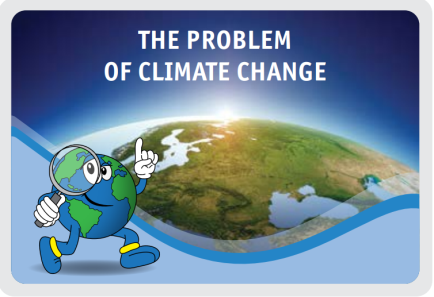 THE PROBLEM
OF CLIMATE CHANGE